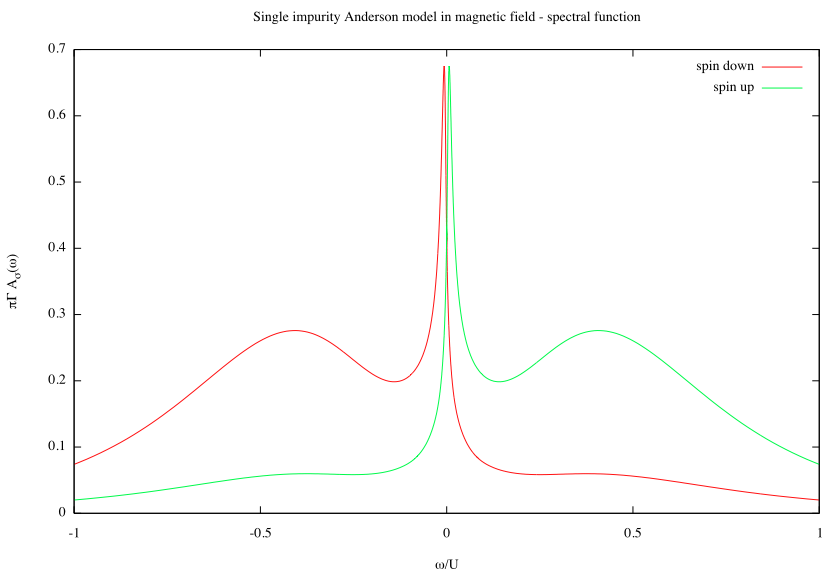 Single impurity Anderson model in magnetic field - spectral function
0.7
spin down
spin up
0.6
0.5
0.4
πΓ Aσ(ω)
0.3
0.2
0.1
0
-1 -0.5 0 0.5 1
ω/U